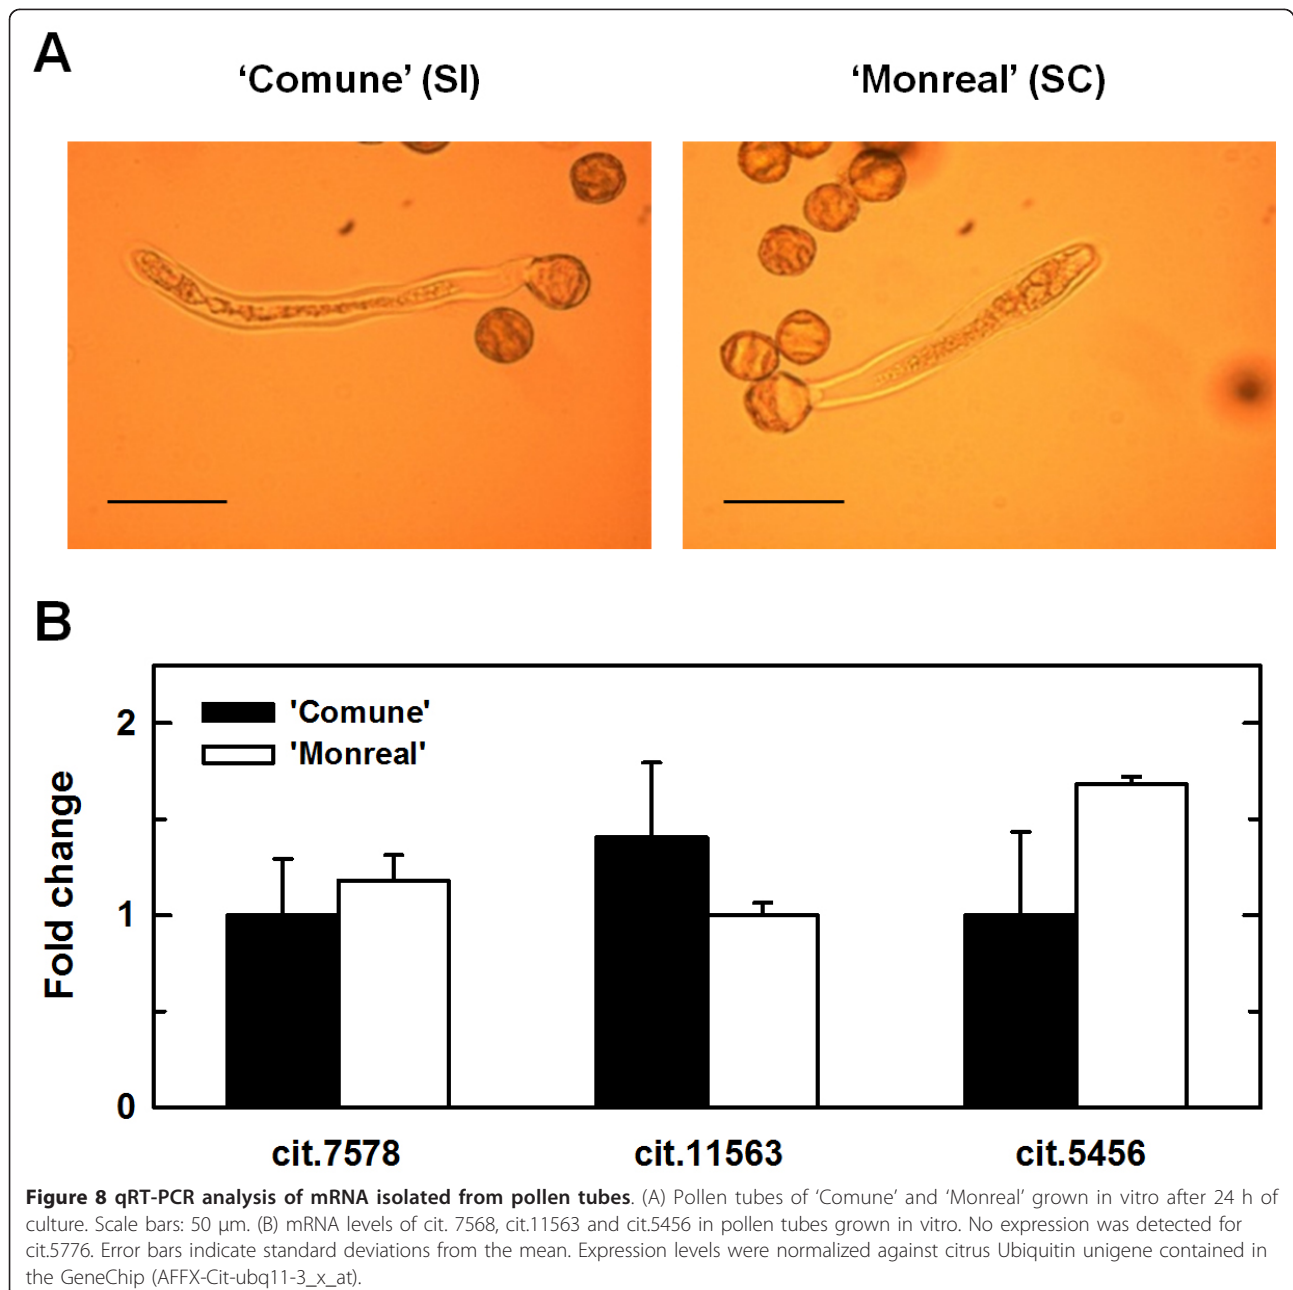 A
‘Comune’ (SI)
‘Monreal’ (SC)
B
'Comune'
'Monreal'
2
1
0
Fold change
cit.7578
cit.11563
cit.5456
Figure 8 qRT-PCR analysis of mRNA isolated from pollen tubes. (A) Pollen tubes of ‘Comune’ and ‘Monreal’ grown in vitro after 24 h of
culture. Scale bars: 50 μm. (B) mRNA levels of cit. 7568, cit.11563 and cit.5456 in pollen tubes grown in vitro. No expression was detected for
cit.5776. Error bars indicate standard deviations from the mean. Expression levels were normalized against citrus Ubiquitin unigene contained in
the GeneChip (AFFX-Cit-ubq11-3_x_at).